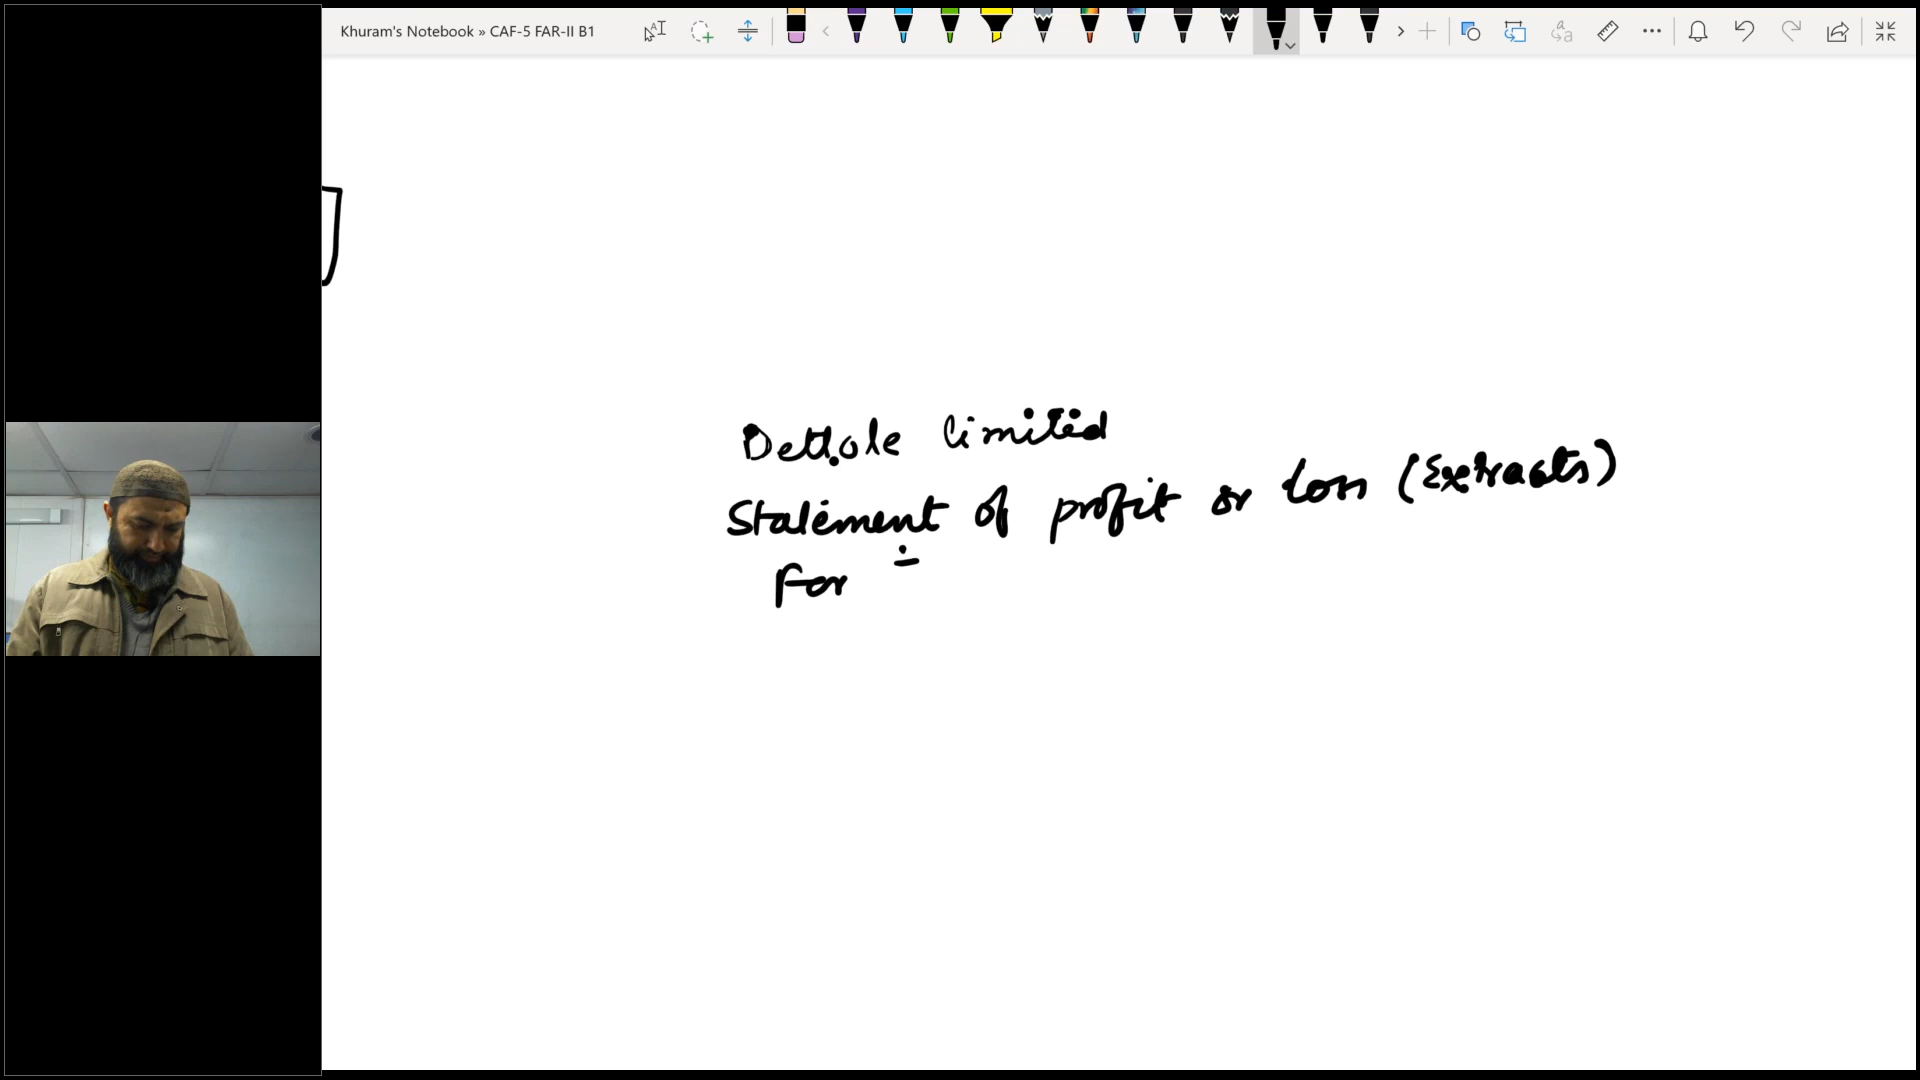 Khuram's Notebook » CAF-5 FAR-II B1
Dettole limited
Statement of profit or loss (Extracts)
For